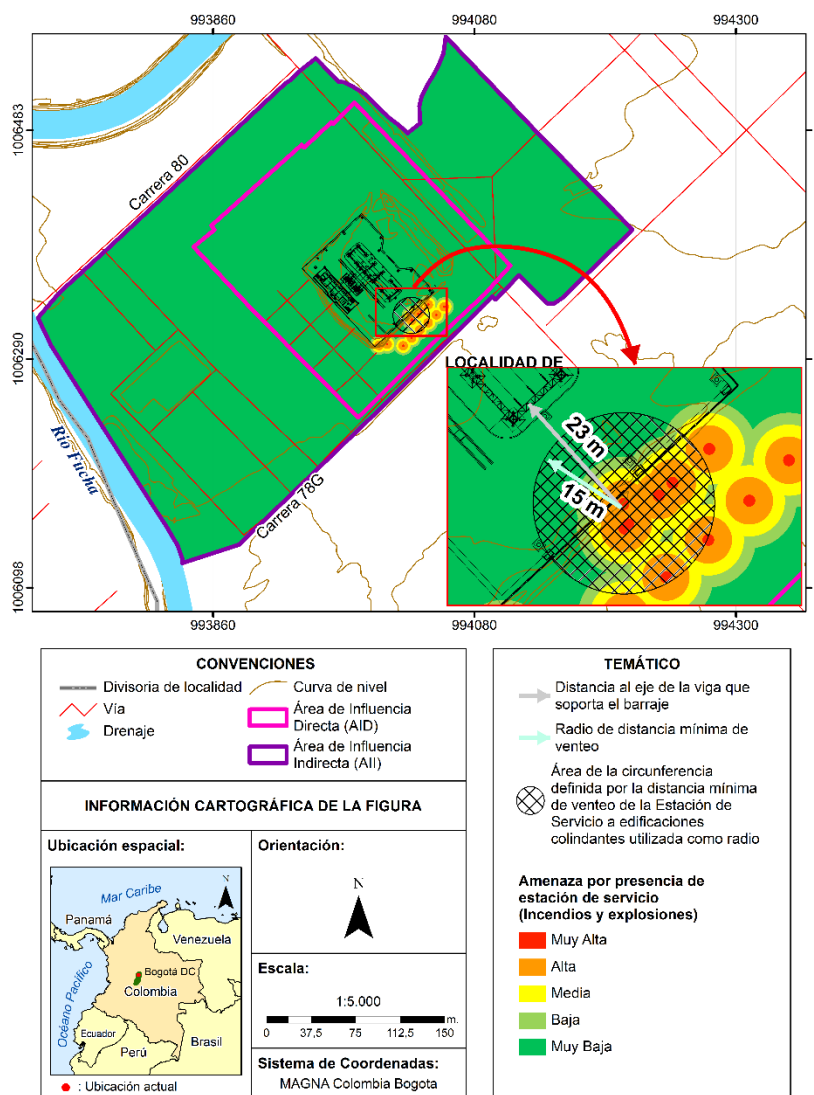 993860
994080
994300
1006483
1006290
1006098
Carrera 80
Río Fucha
Carrera 78G
LOCALIDAD DE
23 m
15 m
CONVENCIONES
Divisoria de localidad
Vía
Drenaje
Curva de nivel
Área de Influencia
Directa (AID)
Área de Influencia
Indirecta (AII)
INFORMACIÓN CARTOGRÁFICA DE LA FIGURA
Ubicación espacial:
Mar Caribe
N
Panamá
Venezuela
Bogotá DC
Colombia
Océano Pacífico
Ecuador
Perú
Brasil
: Ubicación actual
Orientación:
N
Escala:
1:5.000
m.
0 37,5 75 112,5 150
Sistema de Coordenadas:
MAGNA Colombia Bogota
TEMÁTICO
Distancia al eje de la viga que
soporta el barraje
Radio de distancia mínima de
venteo
Área de la circunferencia
definida por la distancia mínima
de venteo de la Estación de
Servicio a edificaciones
colindantes utilizada como radio
Amenaza por presencia de
estación de servicio
(Incendios y explosiones)
Muy Alta
Alta
Media
Baja
Muy Baja
993860
994080
994300